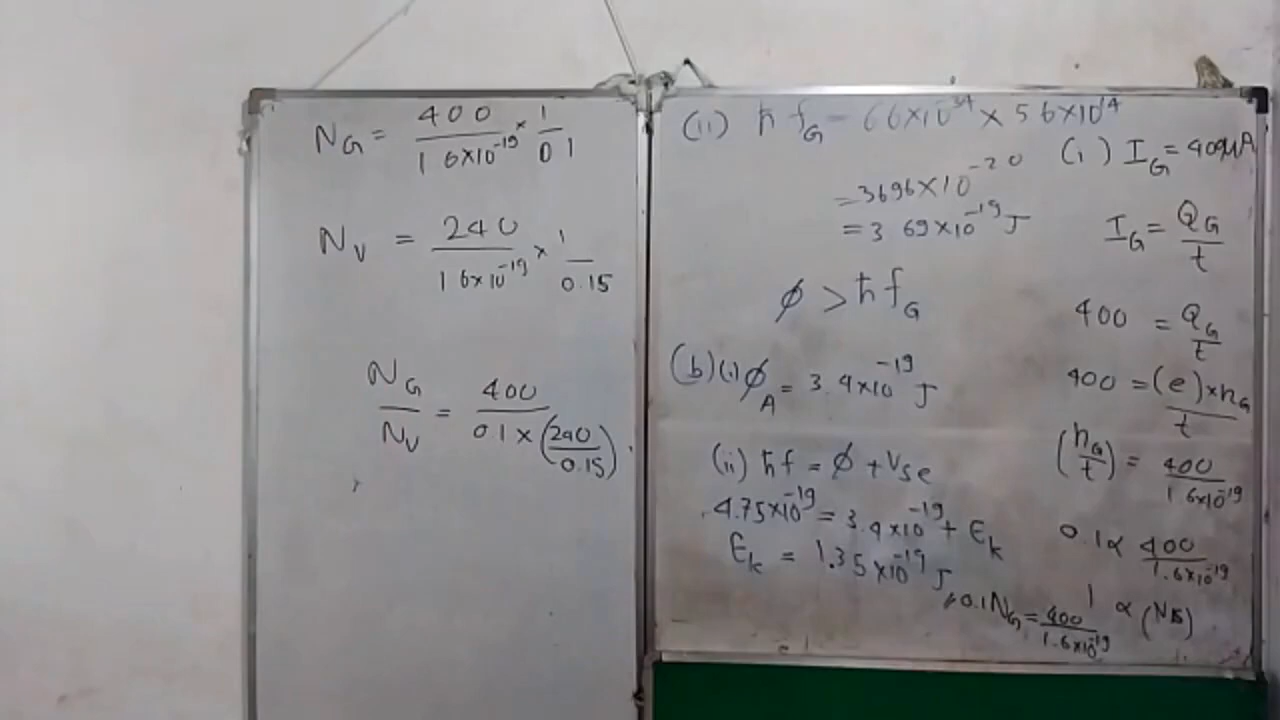 N_G = 400 / 1 6×10^-19 × 1 / 0 1
N_V = 240 / 1 6×10^-19 × 1 / 0.15
N_G / N_V = 400 / 0.1 × (240 / 0.15)
(ii) ℏ f_G = 6 6×10^34 × 5 6×10^14
= 3696×10^-20
= 3 69×10^-19 J
ϕ > ℏ f_G
(b) (i) ϕ_A = 3.4×10^-19 J
(ii) ℏf = ϕ + V_s e
4.75×10^-19 = 3.4×10^-19 + E_k
E_k = 1.35×10^-19 J
(i) I_G = 400μA
I_G = Q_G / t
400 = Q_G / t
400 = (e) × n_G / t
(n_G / t) = 400 / 1 6×10^-19
0.1 ∝ 400 / 1.6×10^-19
1 ∝
0.1 N_G = 400 / 1.6×10^-19